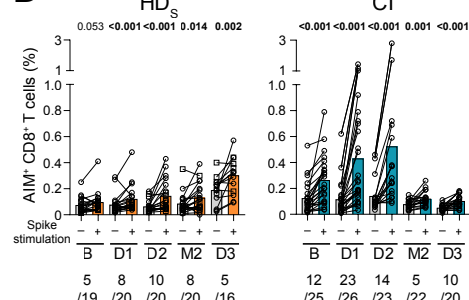 HD_S CI
0.053 <0.001 <0.001 0.014 0.002 <0.001 <0.001 <0.001 0.005 <0.001
AIM⁺ CD8⁺ T cells (%)
3 3
1 1
1.0 1.0
0.8 0.8
0.6 0.6
0.4 0.4
0.2 0.2
0 0
Spike
stimulation
− + − + − + − + − + − + − + − + − + − +
B D1 D2 M2 D3 B D1 D2 M2 D3
5 8 10 8 5 12 23 14 5 10
/19 /20 /20 /20 /16 /25 /26 /23 /22 /20